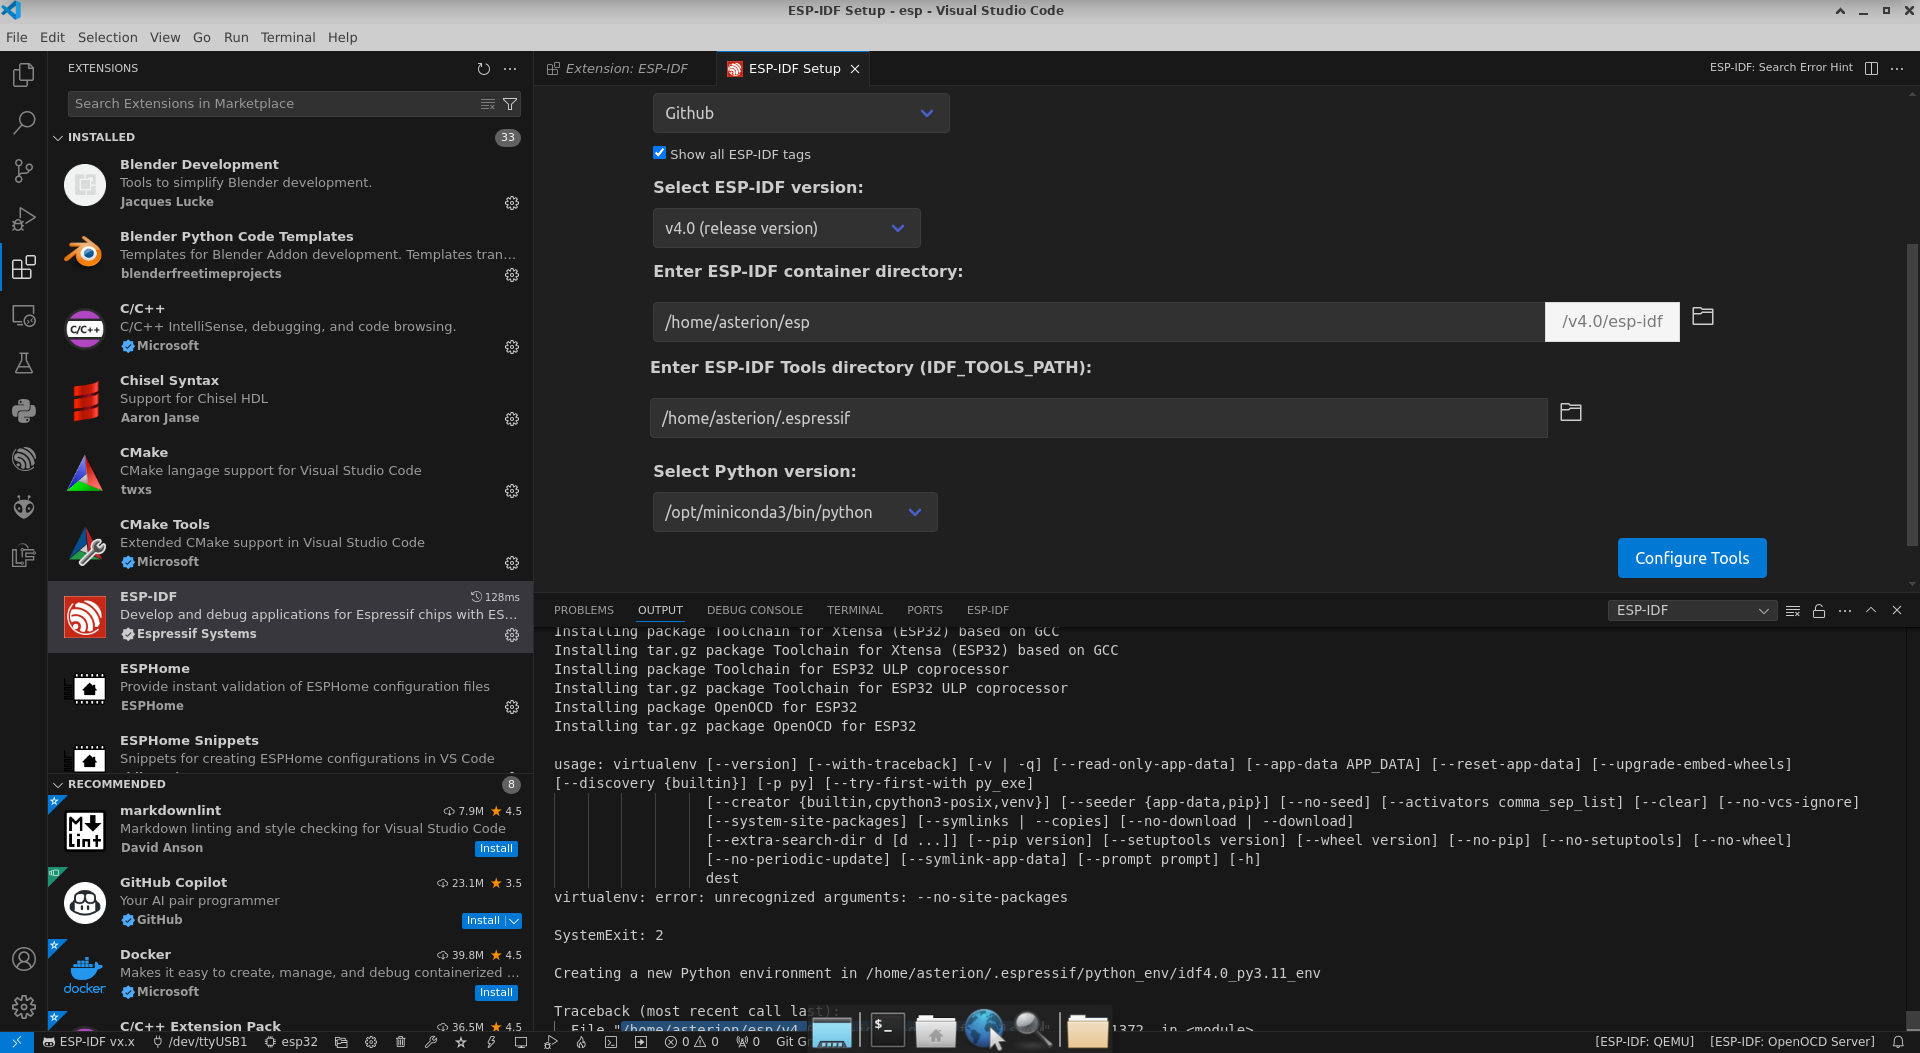 ESP-IDF Setup - esp - Visual Studio Code
File Edit Selection View Go Run Terminal Help
EXTENSIONS
Search Extensions in Marketplace
INSTALLED 33
Blender Development
Tools to simplify Blender development.
Jacques Lucke
Blender Python Code Templates
Templates for Blender Addon development. Templates tran...
blenderfreetimeprojects
C/C++
C/C++
C/C++ IntelliSense, debugging, and code browsing.
Microsoft
Chisel Syntax
Support for Chisel HDL
Aaron Janse
CMake
CMake langage support for Visual Studio Code
twxs
CMake Tools
Extended CMake support in Visual Studio Code
Microsoft
ESP-IDF 128ms
Develop and debug applications for Espressif chips with ES...
Espressif Systems
ESPHome
Provide instant validation of ESPHome configuration files
ESPHome
ESPHome Snippets
Snippets for creating ESPHome configurations in VS Code
RECOMMENDED 8
markdownlint 7.9M 4.5
Markdown linting and style checking for Visual Studio Code
David Anson Install
M Lint
GitHub Copilot 23.1M 3.5
Your AI pair programmer
GitHub Install
Docker 39.8M 4.5
Makes it easy to create, manage, and debug containerized ...
Microsoft Install
docker
C/C++ Extension Pack 36.5M 4.5
Extension: ESP-IDF ESP-IDF Setup ESP-IDF: Search Error Hint
Github
Show all ESP-IDF tags
Select ESP-IDF version:
v4.0 (release version)
Enter ESP-IDF container directory:
/home/asterion/esp /v4.0/esp-idf
Enter ESP-IDF Tools directory (IDF_TOOLS_PATH):
/home/asterion/.espressif
Select Python version:
/opt/miniconda3/bin/python
Configure Tools
PROBLEMS OUTPUT DEBUG CONSOLE TERMINAL PORTS ESP-IDF ESP-IDF
Installing package Toolchain for Xtensa (ESP32) based on GCC
Installing tar.gz package Toolchain for Xtensa (ESP32) based on GCC
Installing package Toolchain for ESP32 ULP coprocessor
Installing tar.gz package Toolchain for ESP32 ULP coprocessor
Installing package OpenOCD for ESP32
Installing tar.gz package OpenOCD for ESP32
usage: virtualenv [--version] [--with-traceback] [-v | -q] [--read-only-app-data] [--app-data APP_DATA] [--reset-app-data] [--upgrade-embed-wheels]
[--discovery {builtin}] [-p py] [--try-first-with py_exe]
[--creator {builtin,cpython3-posix,venv}] [--seeder {app-data,pip}] [--no-seed] [--activators comma_sep_list] [--clear] [--no-vcs-ignore]
[--system-site-packages] [--symlinks | --copies] [--no-download | --download]
[--extra-search-dir d [d ...]] [--pip version] [--setuptools version] [--wheel version] [--no-pip] [--no-setuptools] [--no-wheel]
[--no-periodic-update] [--symlink-app-data] [--prompt prompt] [-h]
dest
virtualenv: error: unrecognized arguments: --no-site-packages
SystemExit: 2
Creating a new Python environment in /home/asterion/.espressif/python_env/idf4.0_py3.11_env
Traceback (most recent call last):
File "/home/asterion/esp/v4 1372, in <module>
ESP-IDF vx.x /dev/ttyUSB1 esp32 0 0 0 Git Gr [ESP-IDF: QEMU] [ESP-IDF: OpenOCD Server]